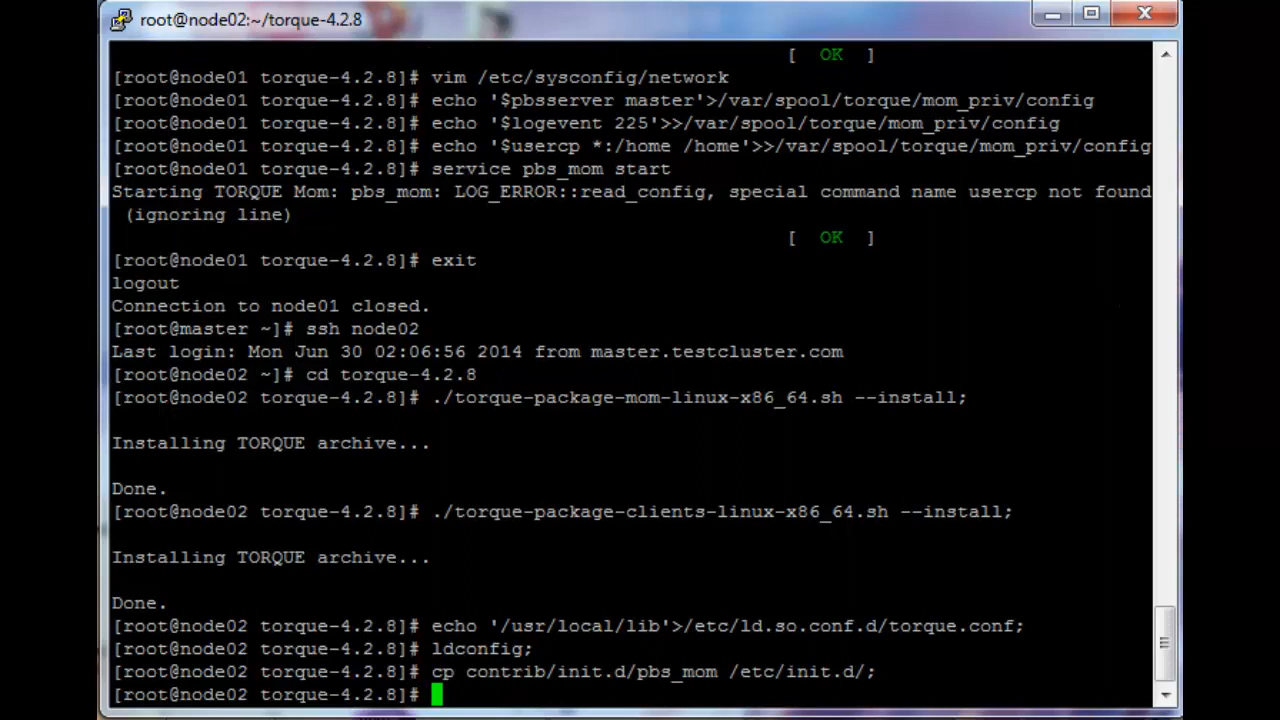 root@node02:~/torque-4.2.8
[ OK ]
[root@node01 torque-4.2.8]# vim /etc/sysconfig/network
[root@node01 torque-4.2.8]# echo '$pbsserver master'>/var/spool/torque/mom_priv/config
[root@node01 torque-4.2.8]# echo '$logevent 225'>>/var/spool/torque/mom_priv/config
[root@node01 torque-4.2.8]# echo '$usercp *:/home /home'>>/var/spool/torque/mom_priv/config
[root@node01 torque-4.2.8]# service pbs_mom start
Starting TORQUE Mom: pbs_mom: LOG_ERROR::read_config, special command name usercp not found
(ignoring line)
[ OK ]
[root@node01 torque-4.2.8]# exit
logout
Connection to node01 closed.
[root@master ~]# ssh node02
Last login: Mon Jun 30 02:06:56 2014 from master.testcluster.com
[root@node02 ~]# cd torque-4.2.8
[root@node02 torque-4.2.8]# ./torque-package-mom-linux-x86_64.sh --install;
Installing TORQUE archive...
Done.
[root@node02 torque-4.2.8]# ./torque-package-clients-linux-x86_64.sh --install;
Installing TORQUE archive...
Done.
[root@node02 torque-4.2.8]# echo '/usr/local/lib'>/etc/ld.so.conf.d/torque.conf;
[root@node02 torque-4.2.8]# ldconfig;
[root@node02 torque-4.2.8]# cp contrib/init.d/pbs_mom /etc/init.d/;
[root@node02 torque-4.2.8]#